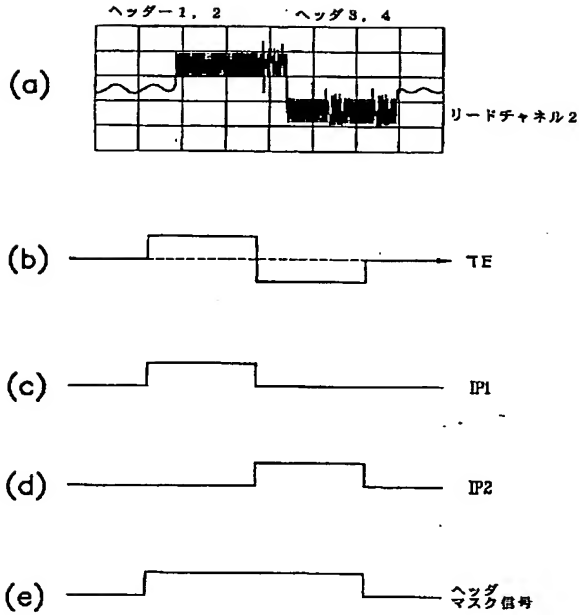 ヘッダー1, 2 ヘッダ3, 4
(a)
リードチャネル2
(b) TE
(c) IP1
(d) IP2
(e) ヘッダ
マスク信号